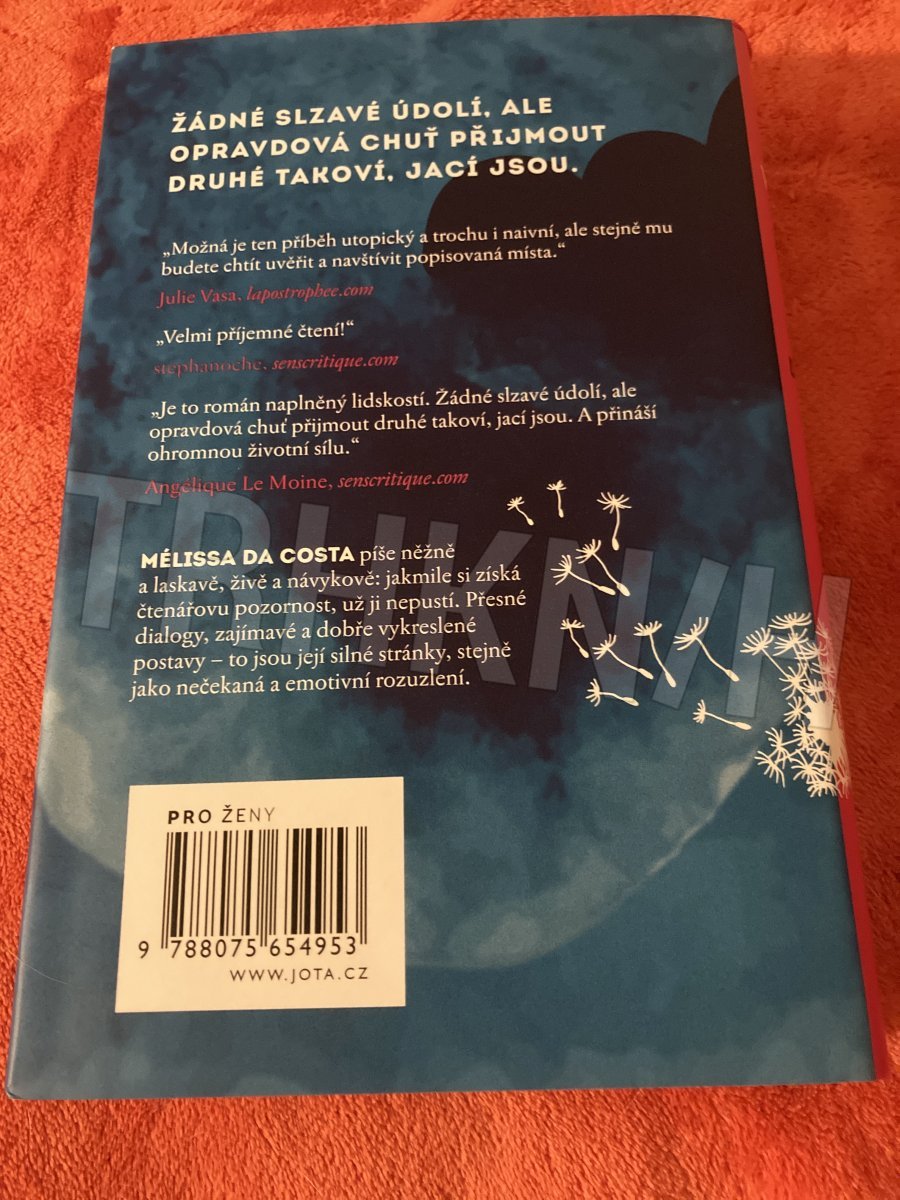 ŽÁDNÉ SLZAVÉ ÚDOLÍ, ALE
OPRAVDOVÁ CHUŤ PŘIJMOUT
DRUHÉ TAKOVÍ, JACÍ JSOU.
„Možná je ten příběh utopický a trochu i naivní, ale stejně mu
budete chtít uvěřit a navštívit popisovaná místa.“
Julie Vasa, lapostrophee.com
„Velmi příjemné čtení!“
stephanoche, senscritique.com
„Je to román naplněný lidskostí. Žádné slzavé údolí, ale
opravdová chuť přijmout druhé takoví, jací jsou. A přináší
ohromnou životní sílu.“
Angélique Le Moine, senscritique.com
TRHKNIH
MÉLISSA DA COSTA píše něžně
a laskavě, živě a návykově: jakmile si získá
čtenářovu pozornost, už ji nepustí. Přesné
dialogy, zajímavé a dobře vykreslené
postavy – to jsou její silné stránky, stejně
jako nečekaná a emotivní rozuzlení.
PRO ŽENY
9 788075 654953
WWW.JOTA.CZ